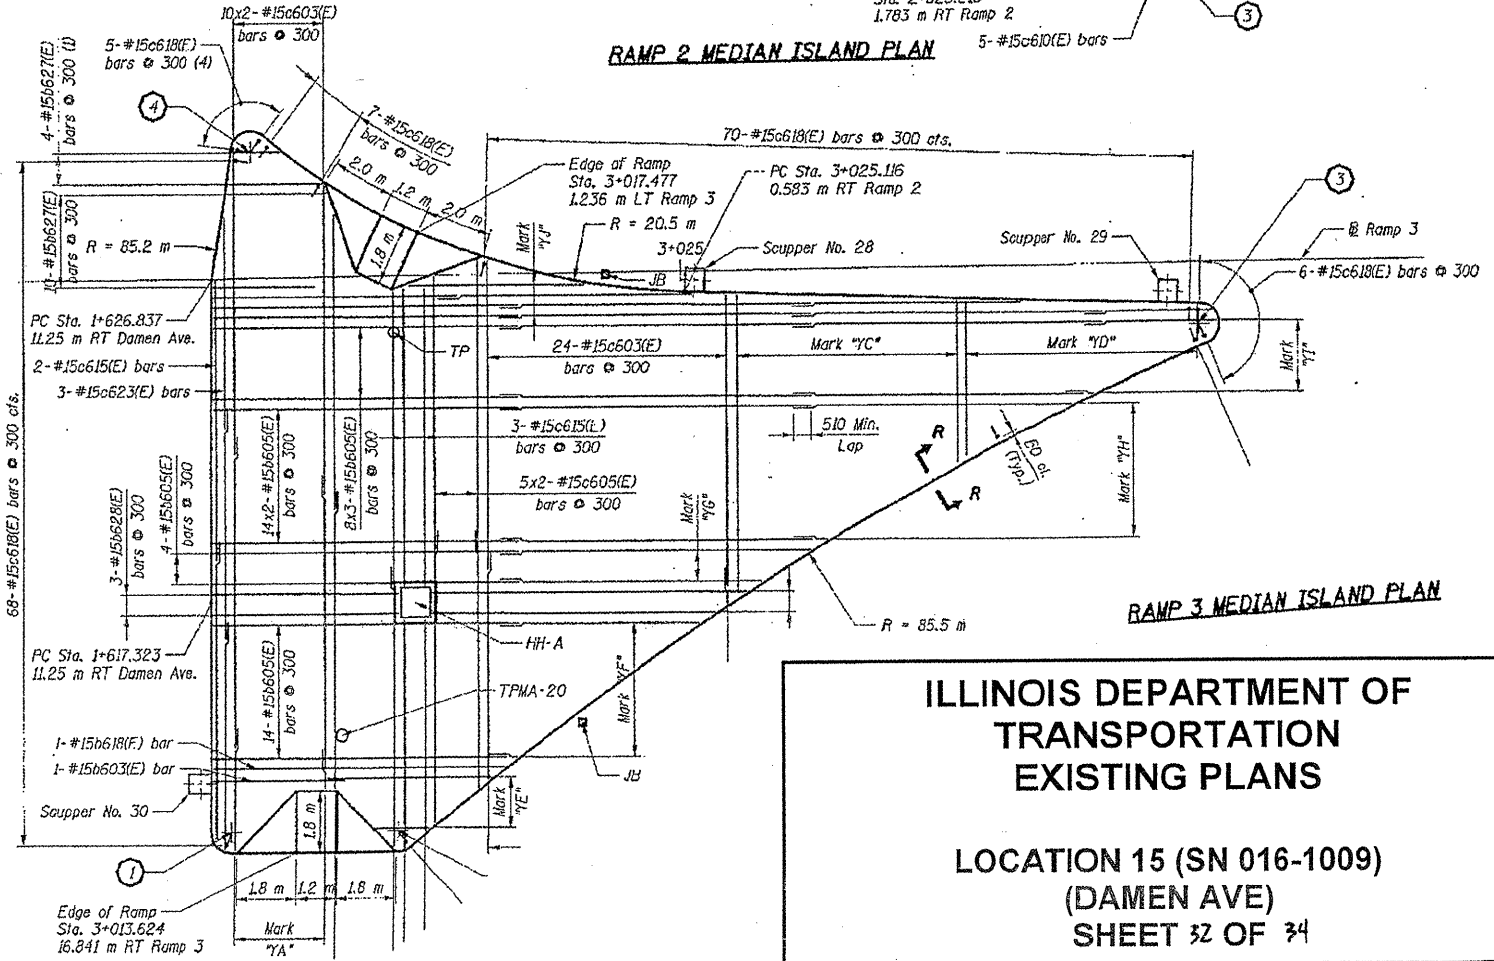 10x2-#15c603(E)
bars @ 300
1.783 m RT Ramp 2
3
RAMP 2 MEDIAN ISLAND PLAN
5-#15c610(E) bars
5-#15c618(E)
bars @ 300 (4)
4-#15b627(E)
bars @ 300 (1)
4
7-#15c618(E)
bars @ 300
70-#15c618(E) bars @ 300 cts.
2.0 m
1.2 m
2.0 m
Edge of Ramp
Sta. 3+017.477
1.236 m LT Ramp 3
PC Sta. 3+025.116
0.583 m RT Ramp 2
3
10-#15b627(E)
bars @ 300
R = 85.2 m
1.8 m
Mark
"YJ"
R = 20.5 m
3+025
Scupper No. 28
Scupper No. 29
Ramp 3
JB
6-#15c618(E) bars @ 300
PC Sta. 1+626.837
11.25 m RT Damen Ave.
TP
24-#15c603(E)
bars @ 300
Mark "YC"
Mark "YD"
Mark
"YI"
2-#15c615(E) bars
3-#15c623(E) bars
68-#15c618(E) bars @ 300 cts.
14x2-#15b605(E)
bars @ 300
8x3-#15b605(E)
bars @ 300
3-#15c615(E)
bars @ 300
510 Min.
Lap
R
R
60 cl.
(Typ.)
Mark "YH"
5x2-#15c605(E)
bars @ 300
3-#15b628(E)
bars @ 300
4-#15b605(E)
bars @ 300
Mark
"YG"
HH-A
R = 85.5 m
RAMP 3 MEDIAN ISLAND PLAN
PC Sta. 1+617.323
11.25 m RT Damen Ave.
14-#15b605(E)
bars @ 300
TPMA-20
Mark "YF"
JB
1-#15b618(E) bar
1-#15b603(E) bar
Scupper No. 30
1.8 m
Mark
"YE"
1
1.8 m
1.2 m
1.8 m
Edge of Ramp
Sta. 3+013.624
16.841 m RT Ramp 3
Mark
"YA"
ILLINOIS DEPARTMENT OF
TRANSPORTATION
EXISTING PLANS
LOCATION 15 (SN 016-1009)
(DAMEN AVE)
SHEET 32 OF 34